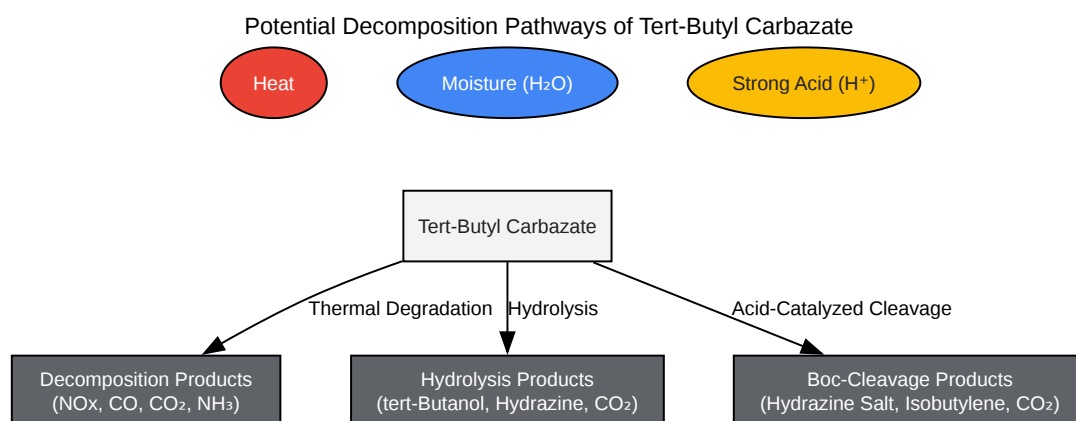 Potential Decomposition Pathways of Tert-Butyl Carbazate
Heat
Moisture (H₂O)
Strong Acid (H⁺)
Tert-Butyl Carbazate
Thermal Degradation
Hydrolysis
Acid-Catalyzed Cleavage
Decomposition Products
(NOx, CO, CO₂, NH₃)
Hydrolysis Products
(tert-Butanol, Hydrazine, CO₂)
Boc-Cleavage Products
(Hydrazine Salt, Isobutylene, CO₂)